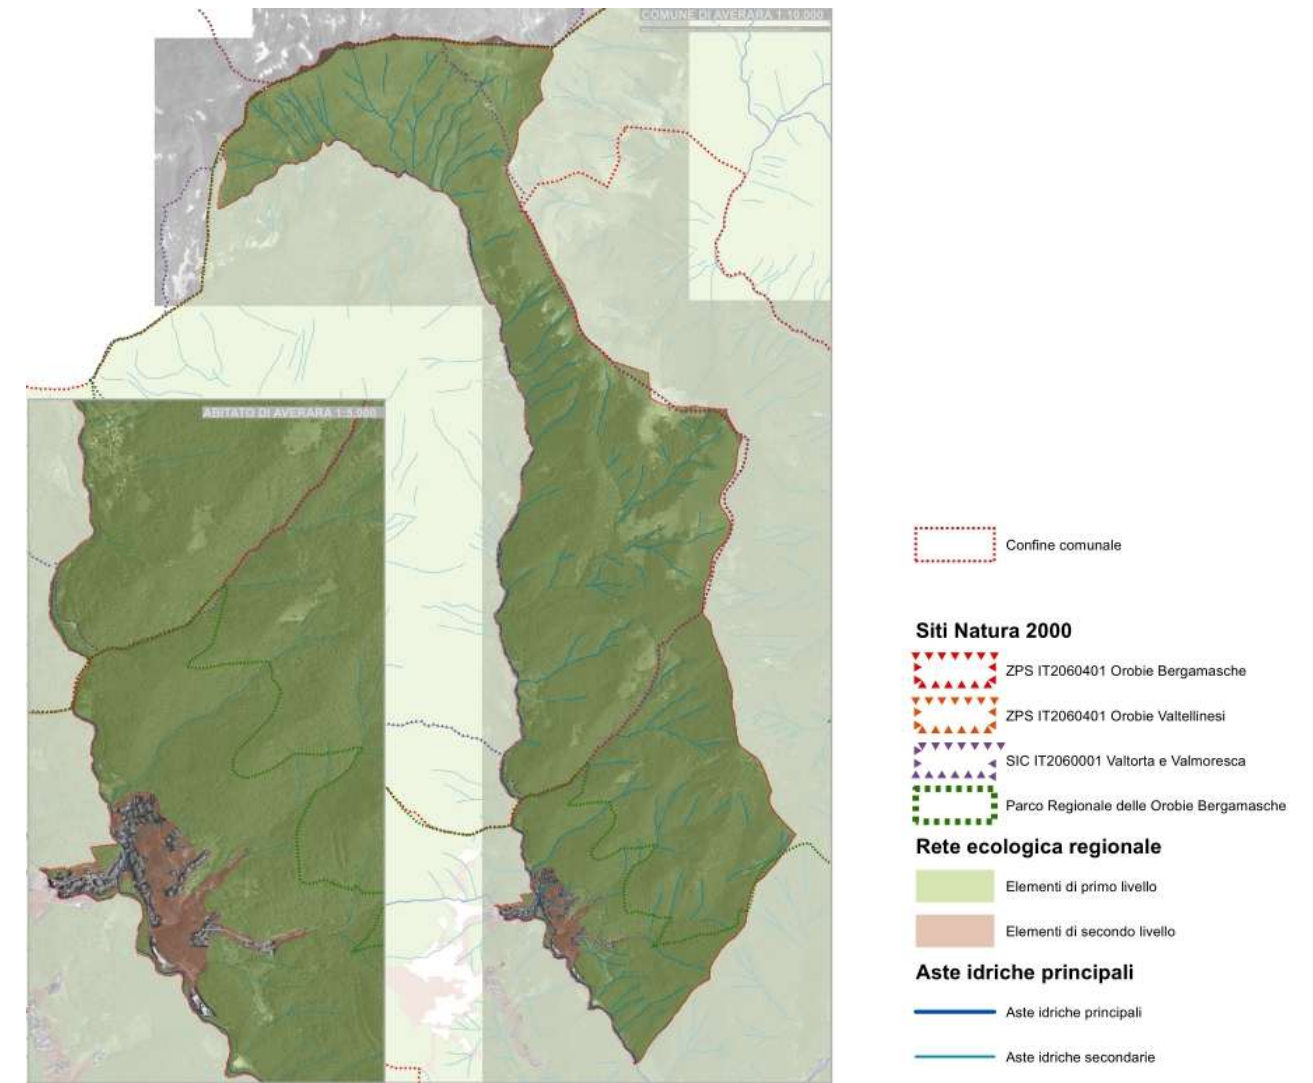 COMUNE DI AVERARA 1:10.000
ABITATO DI AVERARA 1:5.000
Confine comunale
Siti Natura 2000
ZPS IT2060401 Orobie Bergamasche
ZPS IT2060401 Orobie Valtellinesi
SIC IT2060001 Valtorta e Valmoresca
Parco Regionale delle Orobie Bergamasche
Rete ecologica regionale
Elementi di primo livello
Elementi di secondo livello
Aste idriche principali
Aste idriche principali
Aste idriche secondarie